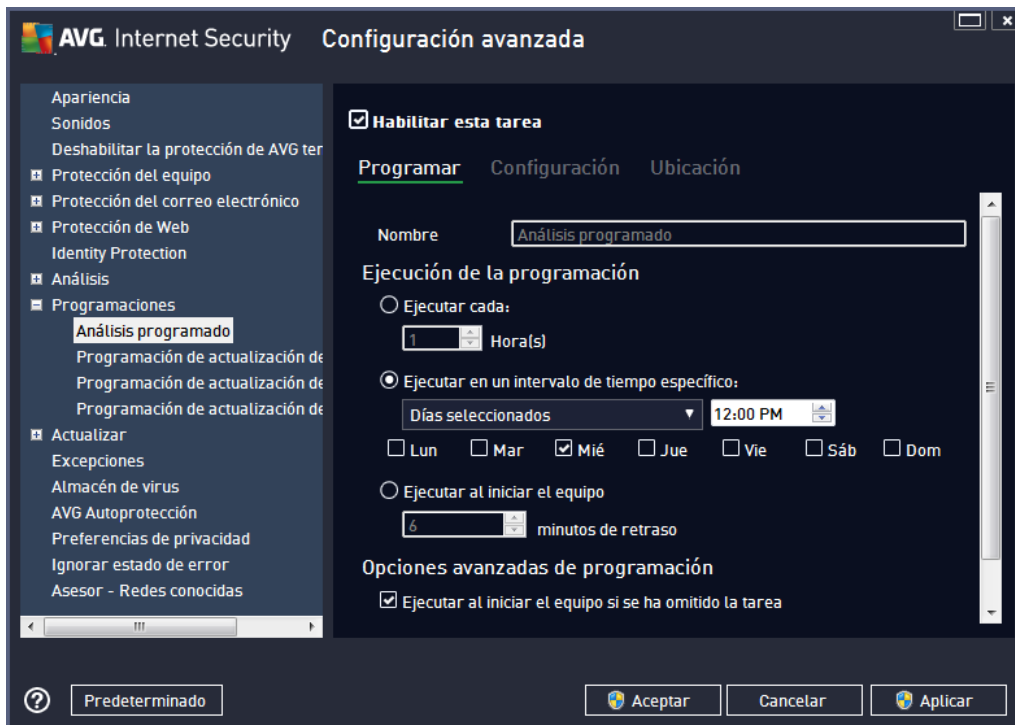 AVG. Internet Security Configuración avanzada
Apariencia
Sonidos
Deshabilitar la protección de AVG ter
Protección del equipo
Protección del correo electrónico
Protección de Web
Identity Protection
Análisis
Programaciones
Análisis programado
Programación de actualización de
Programación de actualización de
Programación de actualización de
Actualizar
Excepciones
Almacén de virus
AVG Autoprotección
Preferencias de privacidad
Ignorar estado de error
Asesor - Redes conocidas
Habilitar esta tarea
Programar Configuración Ubicación
Nombre Análisis programado
Ejecución de la programación
Ejecutar cada:
1 Hora(s)
Ejecutar en un intervalo de tiempo específico:
Días seleccionados 12:00 PM
Lun Mar Mié Jue Vie Sáb Dom
Ejecutar al iniciar el equipo
6 minutos de retraso
Opciones avanzadas de programación
Ejecutar al iniciar el equipo si se ha omitido la tarea
Predeterminado Aceptar Cancelar Aplicar